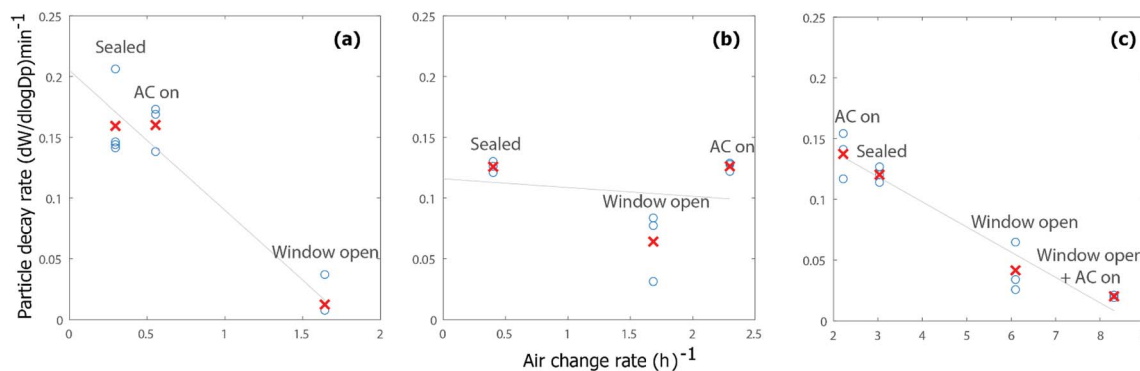 Particle decay rate (dW/dlogDp)min-1
0.25
0.2
0.15
0.1
0.05
0
(a)
Sealed
AC on
Window open
0
0.5
1
1.5
2
0.25
0.2
0.15
0.1
0.05
0
(b)
Sealed
AC on
Window open
0
0.5
1
1.5
2
2.5
0.25
0.2
0.15
0.1
0.05
0
(c)
AC on
Sealed
Window open
Window open
+ AC on
2
3
4
5
6
7
8
Air change rate (h)-1